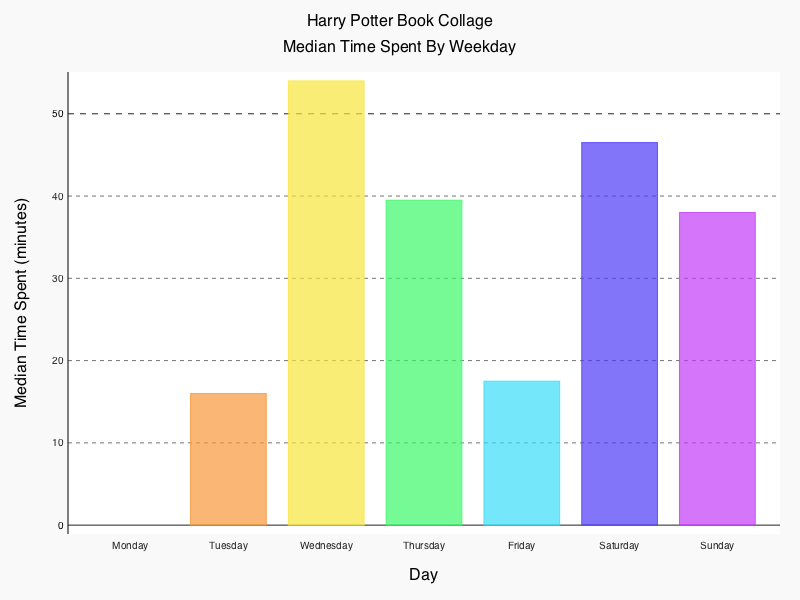 Harry Potter Book Collage
Median Time Spent By Weekday
Median Time Spent (minutes)
50
40
30
20
10
0
Monday Tuesday Wednesday Thursday Friday Saturday Sunday
Day